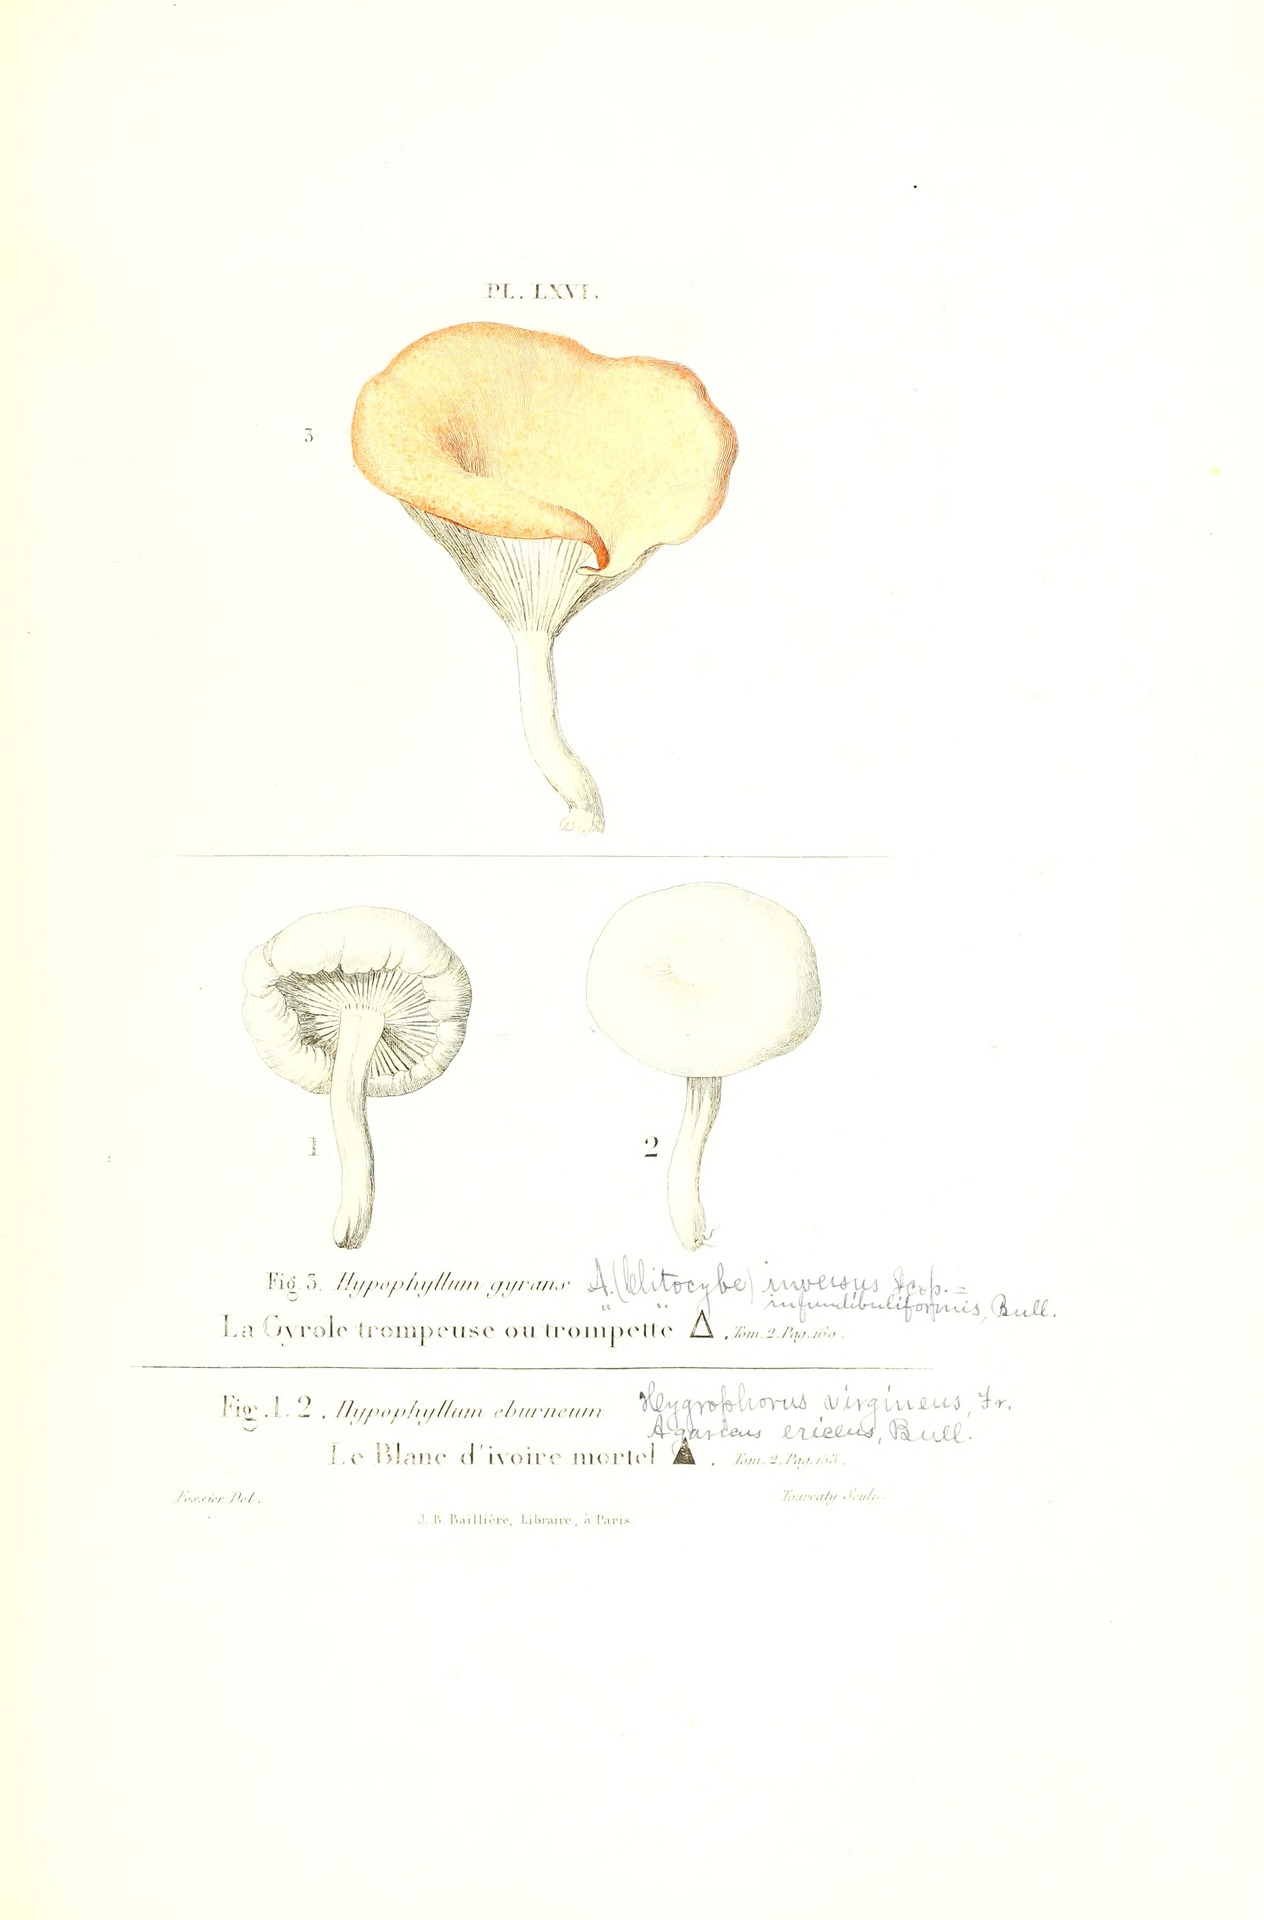 PL. LXVI.
3
1
2
Fig. 3. Hypophyllum gyrans A. (Clitocybe) inversus Scop. =
" " infundibuliformis, Bull.
La Gyrole trompeuse ou trompette △ . Tom. 2. Pag. 160.
Fig. 1. 2. Hypophyllum eburneum Hygrophorus virgineus, Fr.
Agaricus ericeus, Bull.
Le Blanc d'ivoire mortel ▲ . Tom. 2. Pag. 155.
Fossier Del. Tourcaty Sculp.
J. B. Baillière, Libraire, à Paris